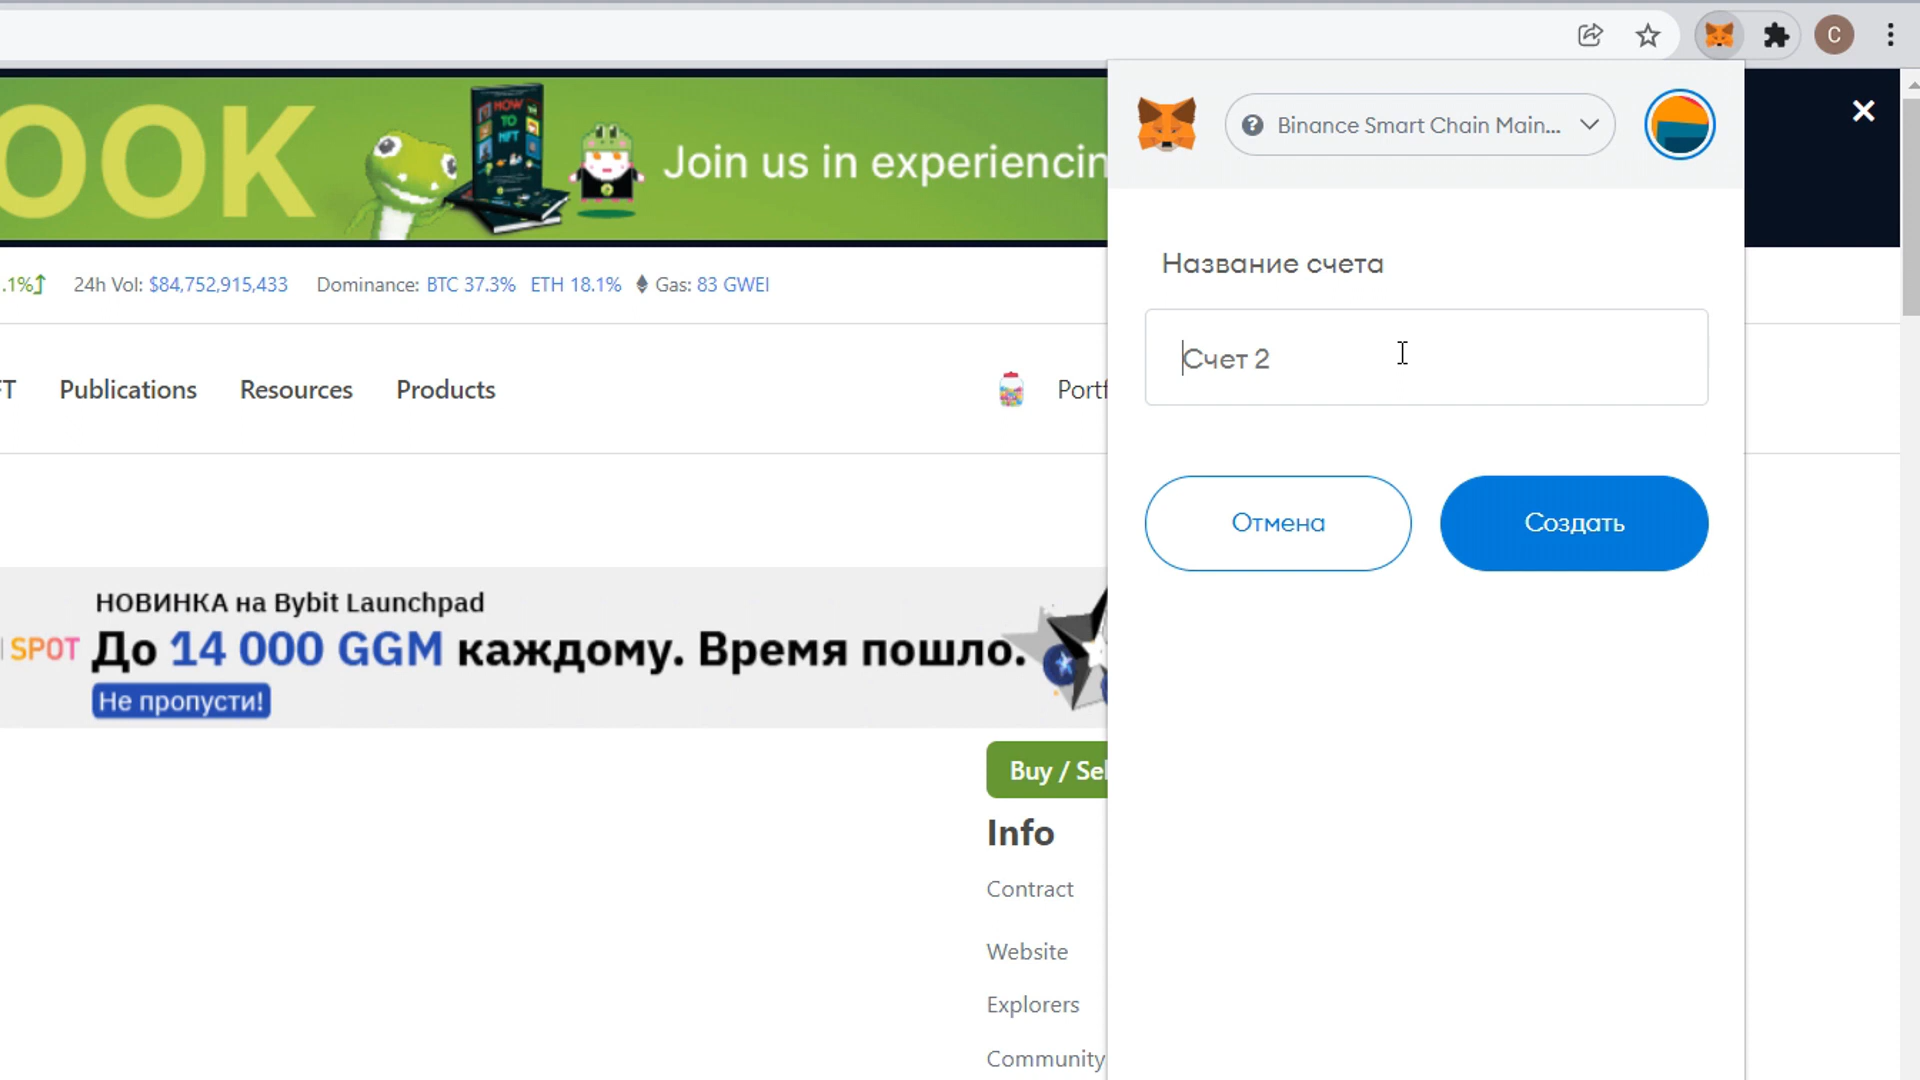 C
OOK
HOW TO NFT
Join us in experiencin
Binance Smart Chain Main...
.1%
24h Vol: $84,752,915,433
Dominance: BTC 37.3%
ETH 18.1%
Gas: 83 GWEI
Название счета
Счет 2
Publications
Resources
Products
Portf
Отмена
Создать
НОВИНКА на Bybit Launchpad
SPOT
До 14 000 GGM каждому. Время пошло.
Не пропусти!
Buy / Sel
Info
Contract
Website
Explorers
Community